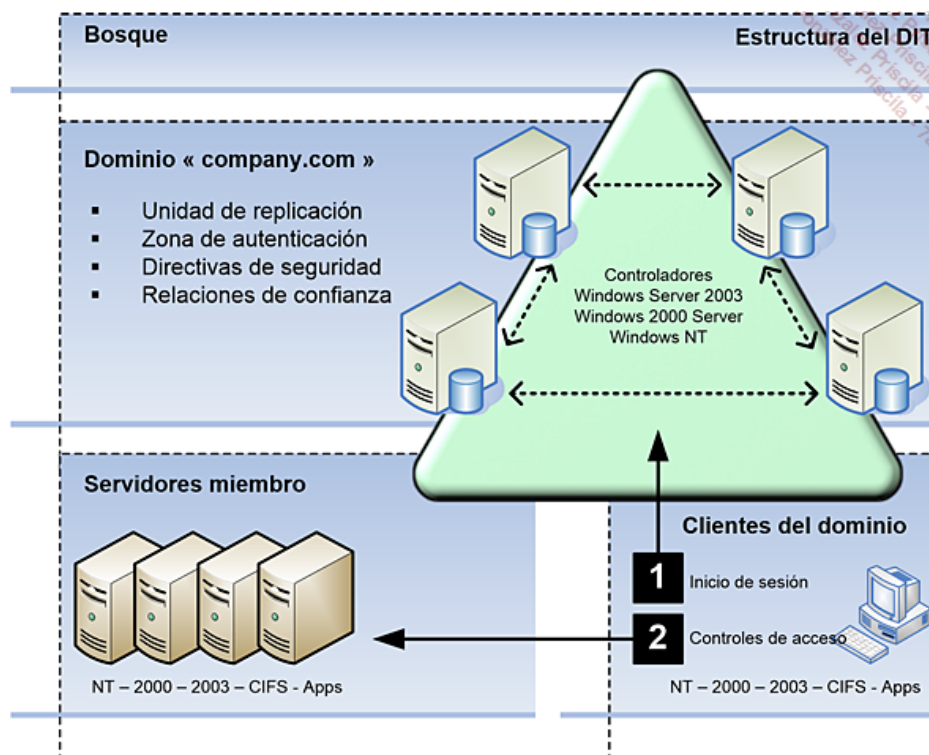 Bosque
Estructura del DIT
Dominio « company.com »
▪ Unidad de replicación
▪ Zona de autenticación
▪ Directivas de seguridad
▪ Relaciones de confianza
Controladores
Windows Server 2003
Windows 2000 Server
Windows NT
Servidores miembro
NT – 2000 – 2003 – CIFS - Apps
Clientes del dominio
1 Inicio de sesión
2 Controles de acceso
NT – 2000 – 2003 – CIFS - Apps